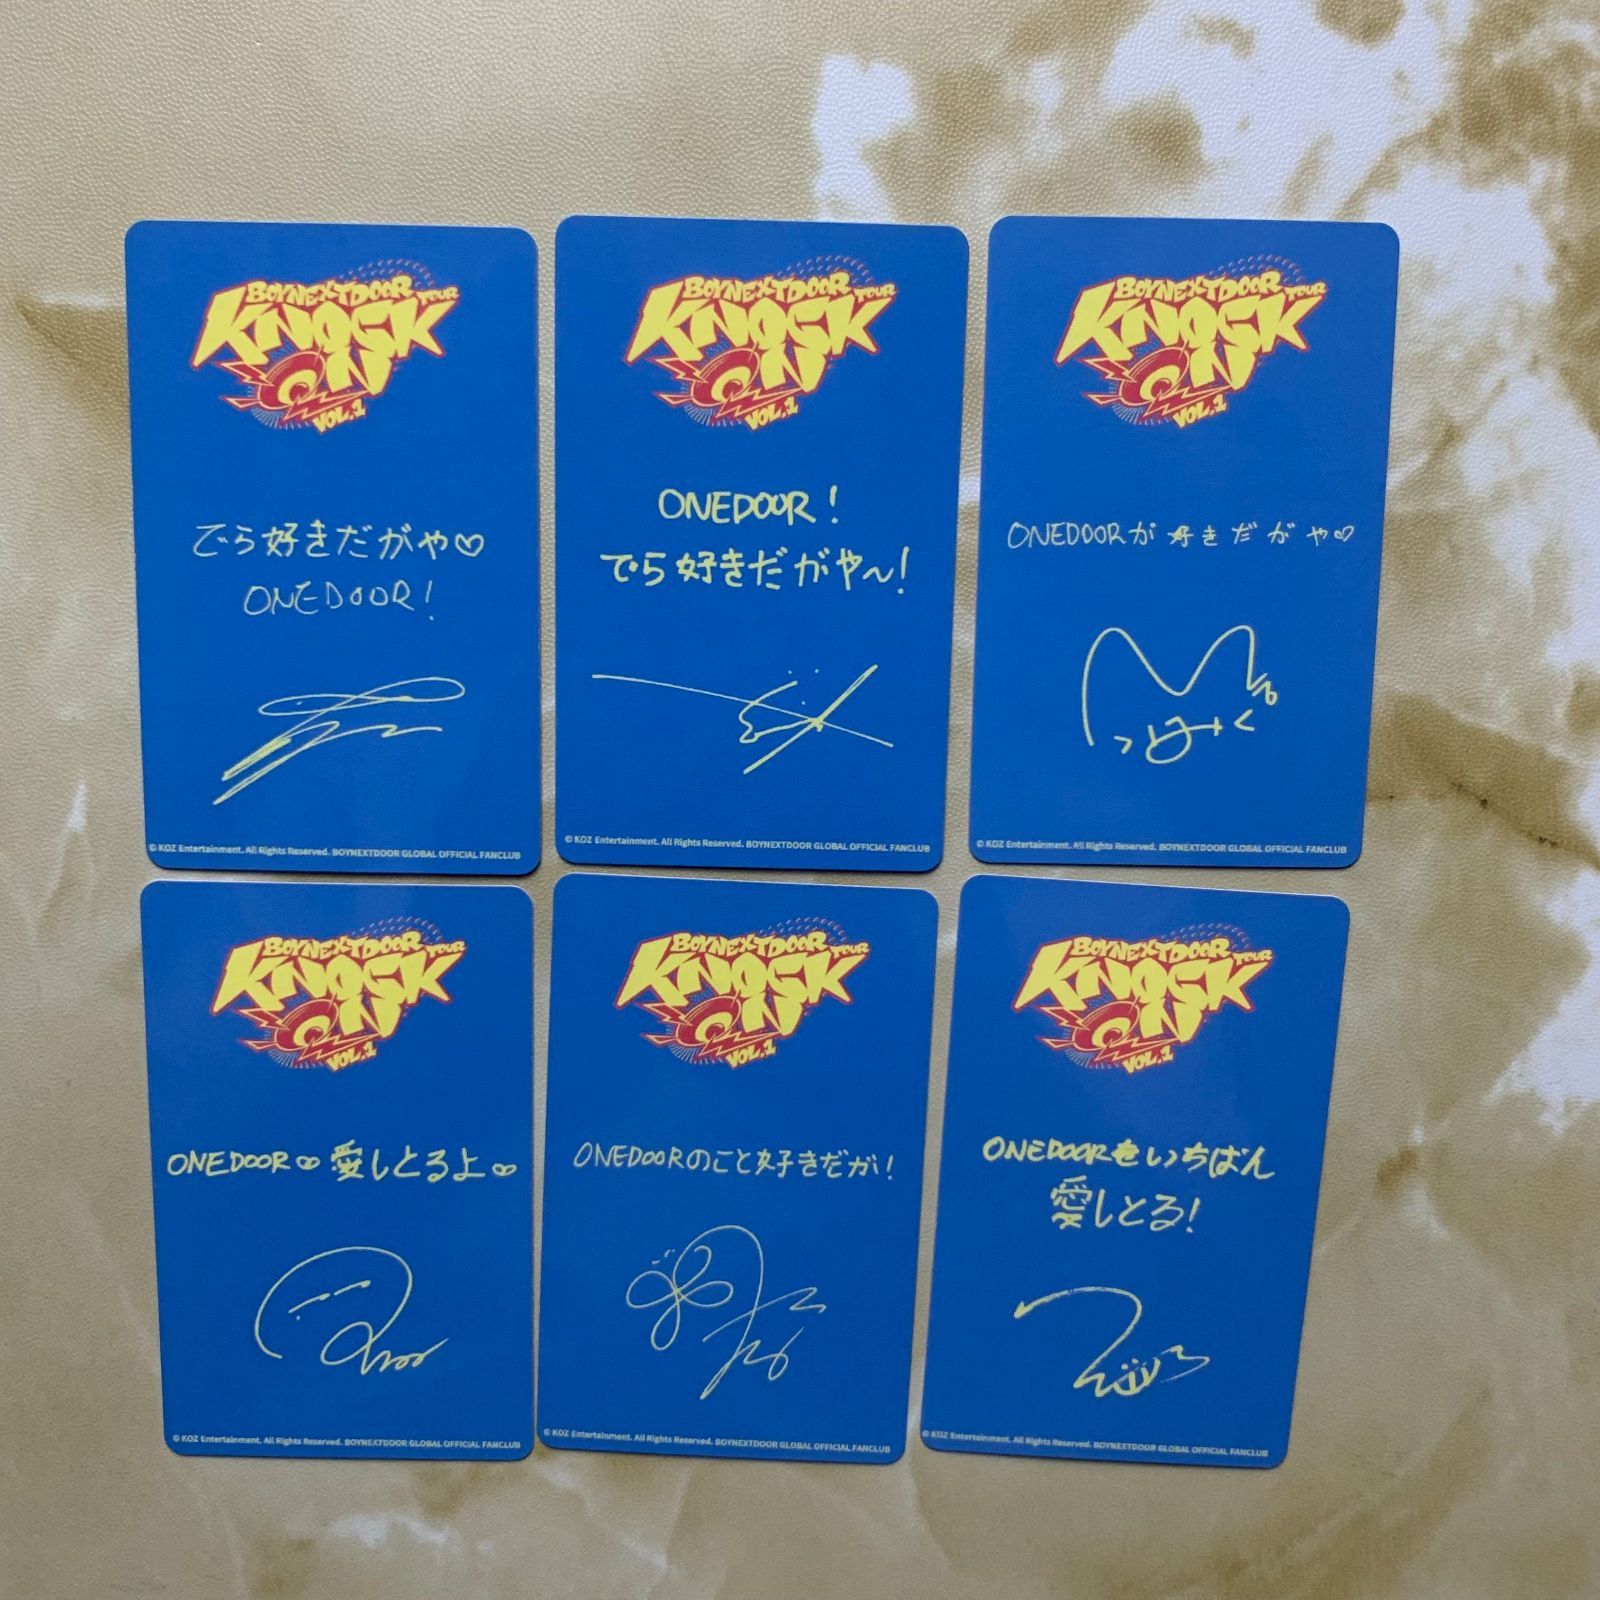 BOYNEXTDOOR TOUR
KNOCK
ON
VOL.1
でら好きだがや♡
ONEDOOR!
© KOZ Entertainment. All Rights Reserved. BOYNEXTDOOR GLOBAL OFFICIAL FANCLUB
BOYNEXTDOOR TOUR
KNOCK
ON
VOL.1
ONEDOOR!
でら好きだがや~!
© KOZ Entertainment. All Rights Reserved. BOYNEXTDOOR GLOBAL OFFICIAL FANCLUB
BOYNEXTDOOR TOUR
KNOCK
ON
VOL.1
ONEDOORが好きだがや♡
© KOZ Entertainment. All Rights Reserved. BOYNEXTDOOR GLOBAL OFFICIAL FANCLUB
BOYNEXTDOOR TOUR
KNOCK
ON
VOL.1
ONEDOOR♡愛しとるよ♡
© KOZ Entertainment. All Rights Reserved. BOYNEXTDOOR GLOBAL OFFICIAL FANCLUB
BOYNEXTDOOR TOUR
KNOCK
ON
VOL.1
ONEDOORのこと好きだが!
© KOZ Entertainment. All Rights Reserved. BOYNEXTDOOR GLOBAL OFFICIAL FANCLUB
BOYNEXTDOOR TOUR
KNOCK
ON
VOL.1
ONEDOORをいちばん
愛しとる!
© KOZ Entertainment. All Rights Reserved. BOYNEXTDOOR GLOBAL OFFICIAL FANCLUB